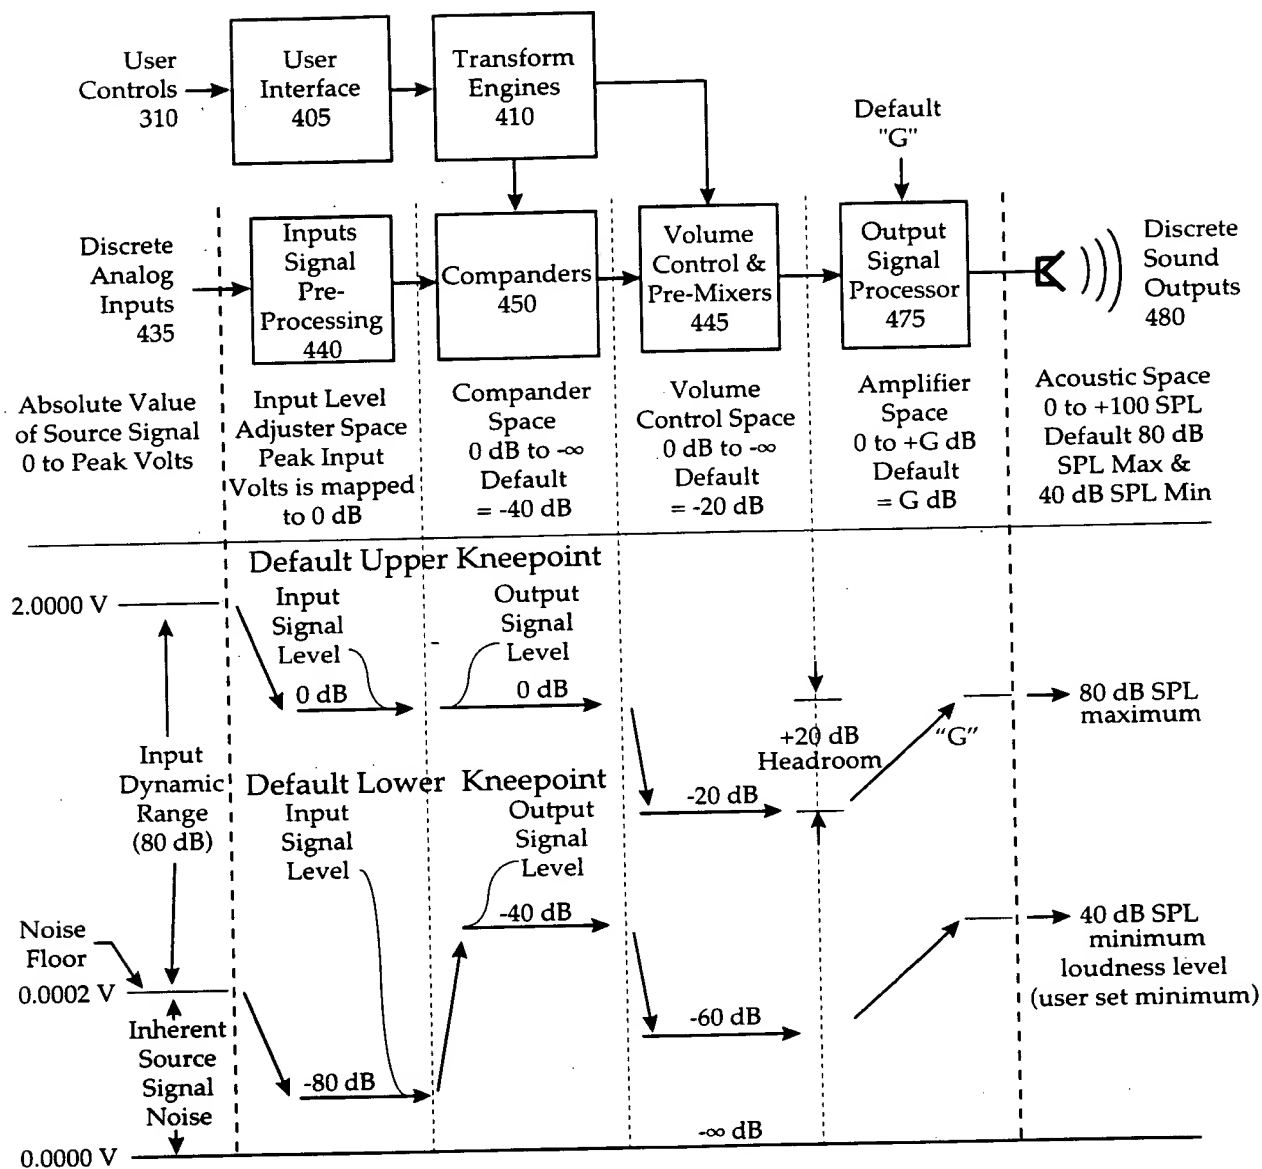 User
Controls
310
User
Interface
405
Transform
Engines
410
Default
"G"
Discrete
Analog
Inputs
435
Inputs
Signal
Pre-
Processing
440
Companders
450
Volume
Control &
Pre-Mixers
445
Output
Signal
Processor
475
Discrete
Sound
Outputs
480
Absolute Value
of Source Signal
0 to Peak Volts
Input Level
Adjuster Space
Peak Input
Volts is mapped
to 0 dB
Compander
Space
0 dB to -∞
Default
= -40 dB
Volume
Control Space
0 dB to -∞
Default
= -20 dB
Amplifier
Space
0 to +G dB
Default
= G dB
Acoustic Space
0 to +100 SPL
Default 80 dB
SPL Max &
40 dB SPL Min
Default Upper Kneepoint
2.0000 V
Input
Signal
Level
0 dB
Output
Signal
Level
0 dB
80 dB SPL
maximum
+20 dB
Headroom
"G"
Input
Dynamic
Range
(80 dB)
Default Lower Kneepoint
Input
Signal
Level
Output
Signal
Level
-20 dB
-40 dB
Noise
Floor
0.0002 V
40 dB SPL
minimum
loudness level
(user set minimum)
-60 dB
Inherent
Source
Signal
Noise
-80 dB
-∞ dB
0.0000 V